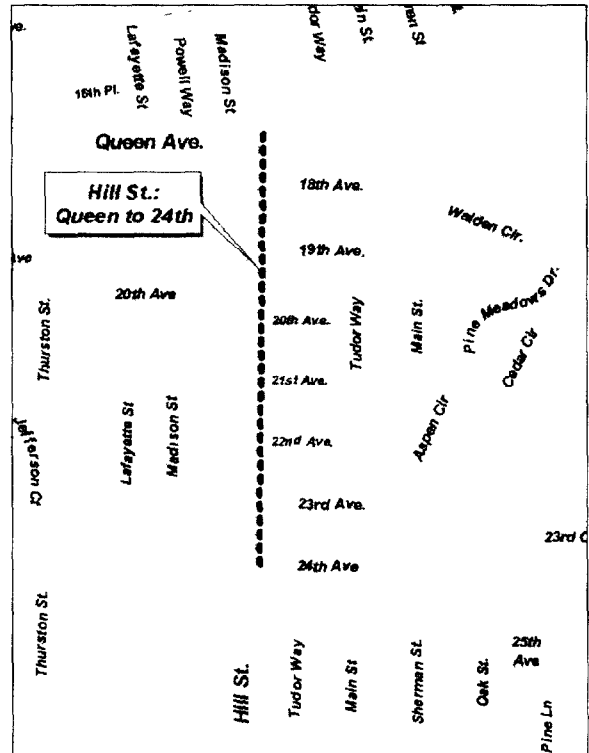 Lafayette St
Powell Way
Madison St
16th Pl.
Queen Ave.
Hill St.:
Queen to 24th
18th Ave.
Walden Cir.
19th Ave.
20th Ave
Thurston St.
20th Ave.
Tudor Way
Main St.
Pine Meadows Dr.
Cedar Cir
21st Ave.
Lafayette St
Madison St
Aspen Cir
22nd Ave.
Jefferson Ct
23rd Ave.
23rd C
24th Ave
Thurston St.
Hill St.
Tudor Way
Main St
Sherman St.
Oak St.
25th
Ave
Pine Ln